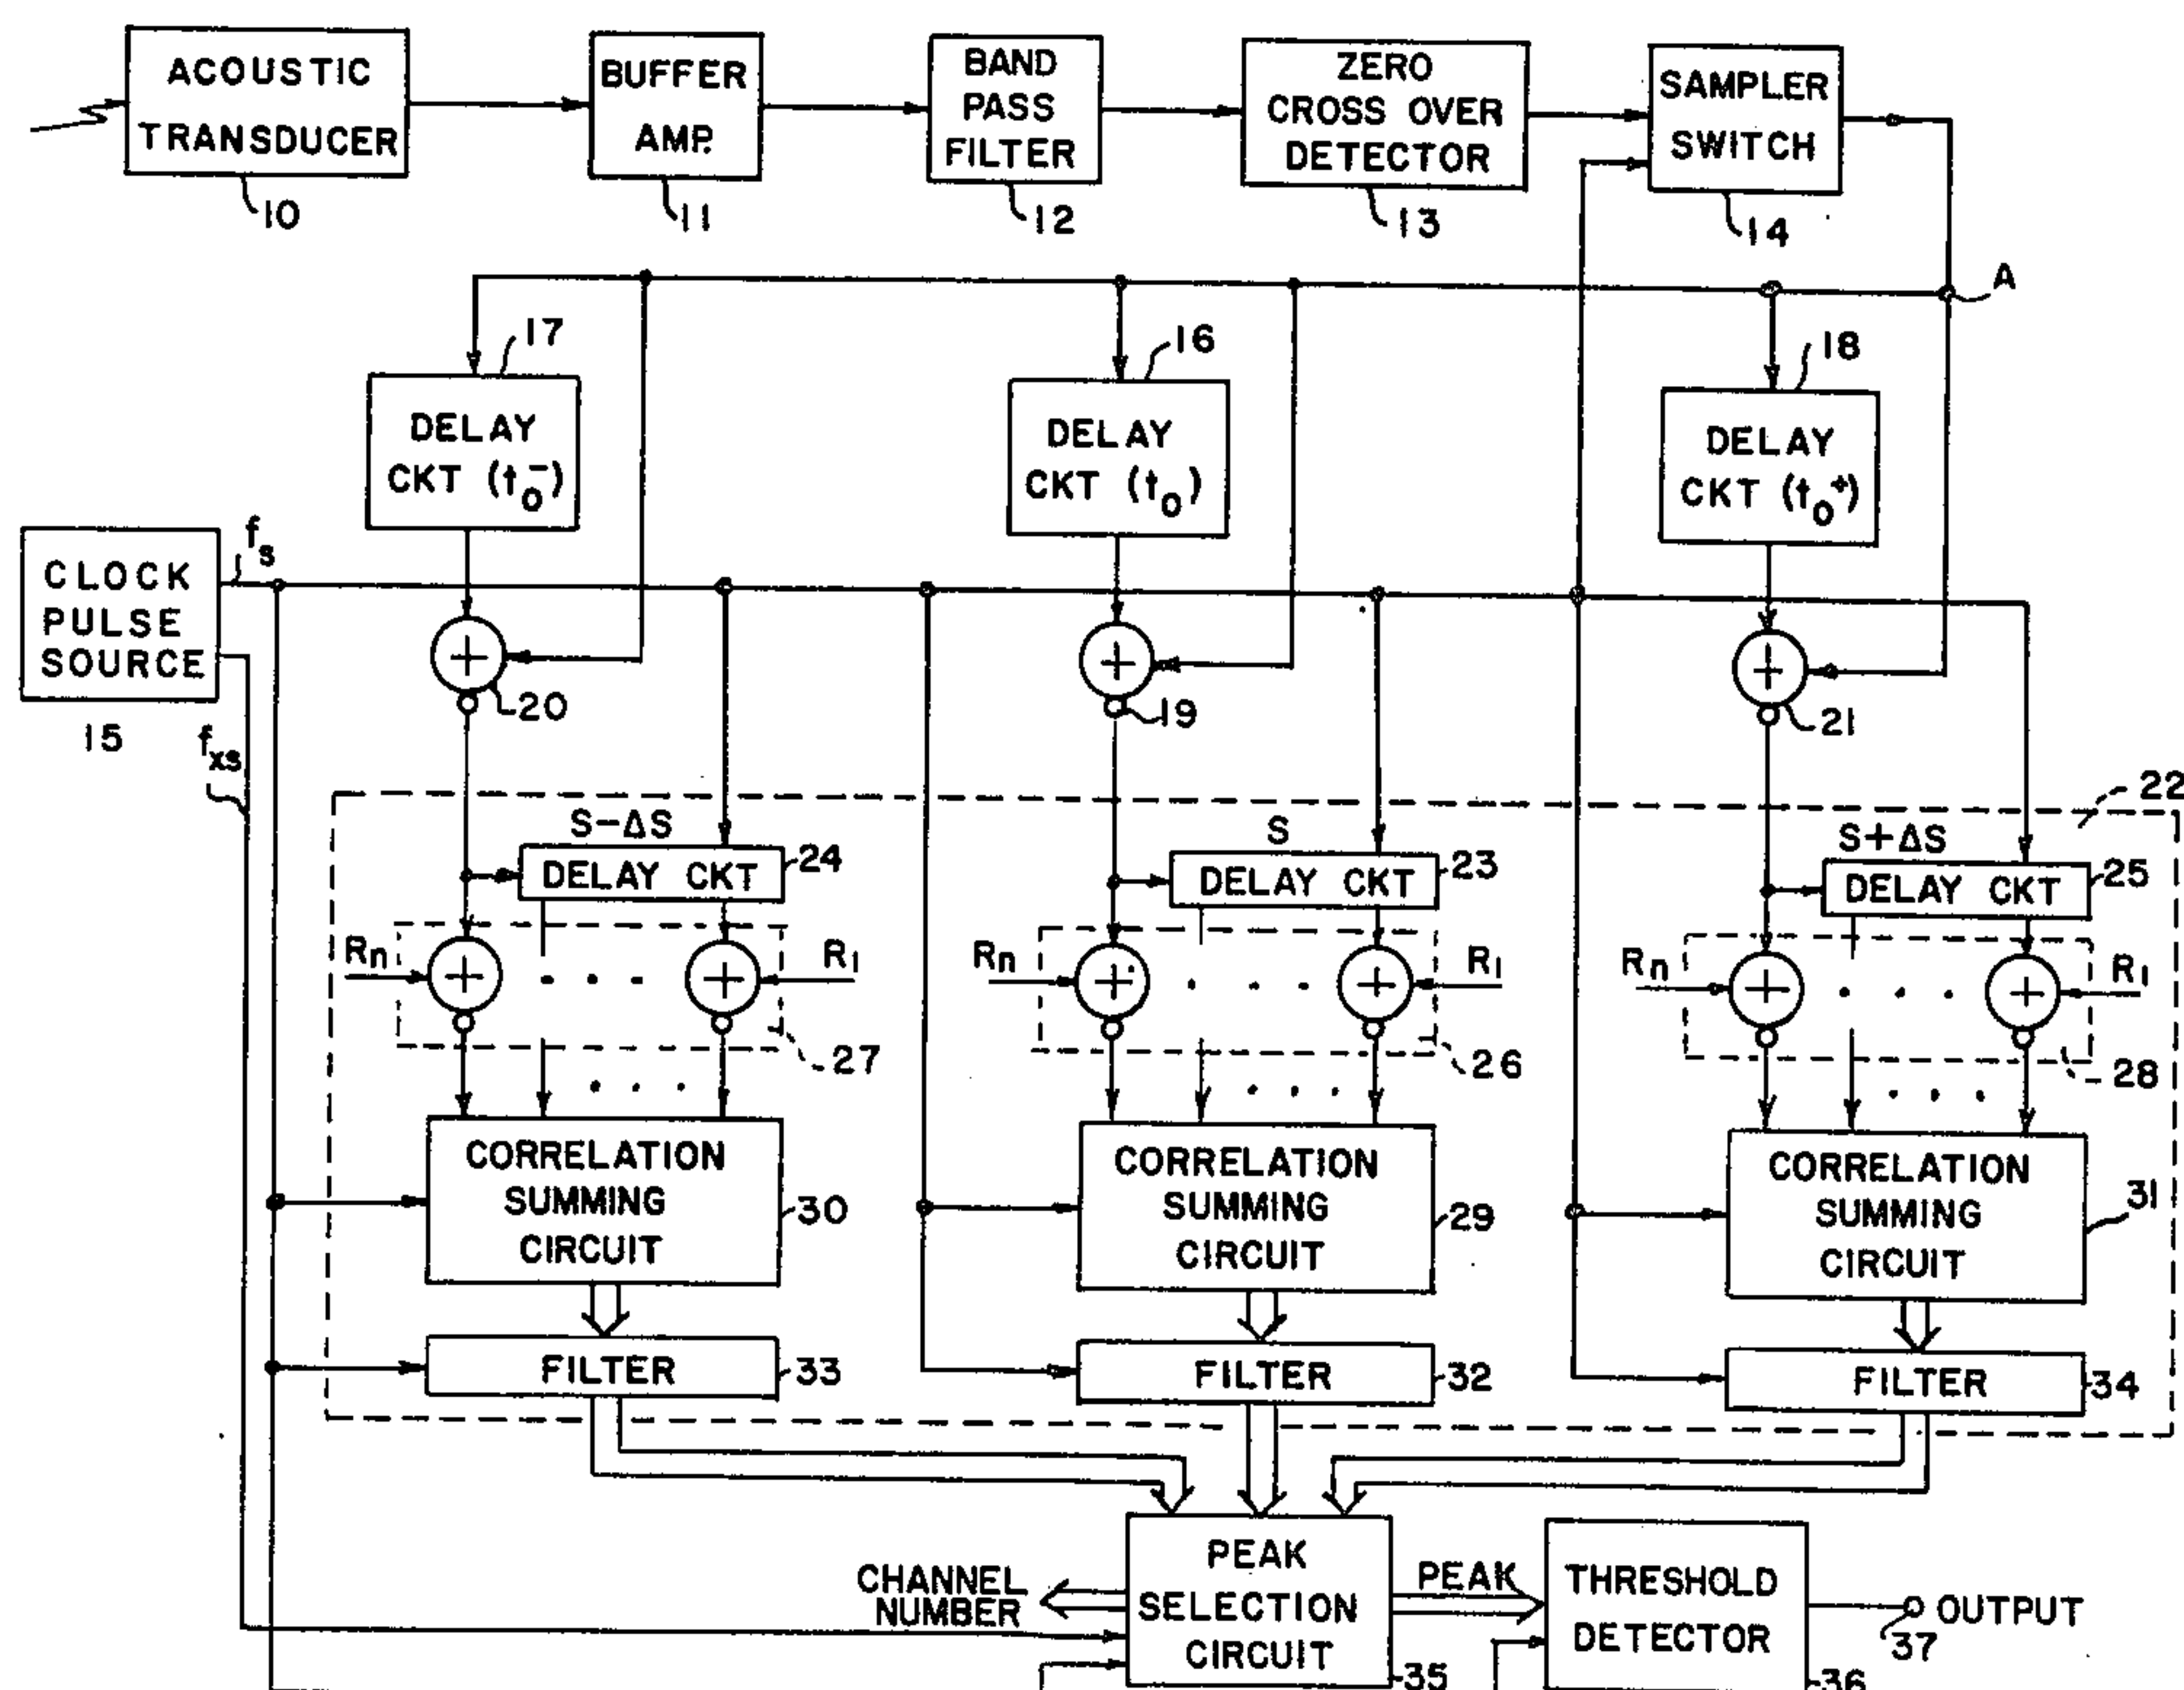 ACOUSTIC
TRANSDUCER
10
BUFFER
AMP.
11
BAND
PASS
FILTER
12
ZERO
CROSS OVER
DETECTOR
13
SAMPLER
SWITCH
14
A
17
DELAY
CKT (t₀⁻)
16
DELAY
CKT (t₀)
18
DELAY
CKT (t₀⁺)
CLOCK
PULSE
SOURCE
15
fs
fxs
+
20
+
19
+
21
22
S-ΔS
DELAY CKT
24
S
DELAY CKT
23
S+ΔS
DELAY CKT
25
Rn
+
. . .
+
R1
27
Rn
+
. . .
+
R1
26
Rn
+
. . .
+
R1
28
. . .
. . .
. . .
CORRELATION
SUMMING
CIRCUIT
30
CORRELATION
SUMMING
CIRCUIT
29
CORRELATION
SUMMING
CIRCUIT
31
FILTER
33
FILTER
32
FILTER
34
CHANNEL
NUMBER
PEAK
SELECTION
CIRCUIT
35
PEAK
THRESHOLD
DETECTOR
36
OUTPUT
37